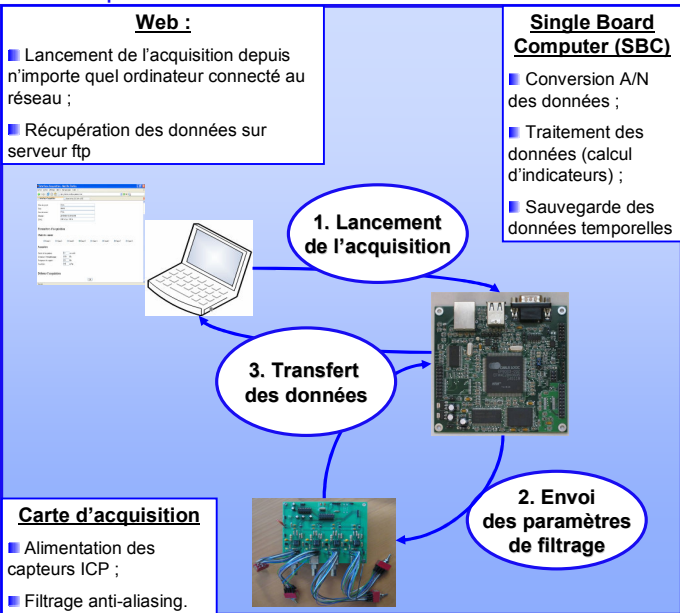 Web :
Lancement de l'acquisition depuis
n'importe quel ordinateur connecté au
réseau ;
Récupération des données sur
serveur ftp
Single Board
Computer (SBC)
Conversion A/N
des données ;
Traitement des
données (calcul
d'indicateurs) ;
Sauvegarde des
données temporelles
1. Lancement
de l'acquisition
3. Transfert
des données
2. Envoi
des paramètres
de filtrage
Carte d'acquisition
Alimentation des
capteurs ICP ;
Filtrage anti-aliasing.